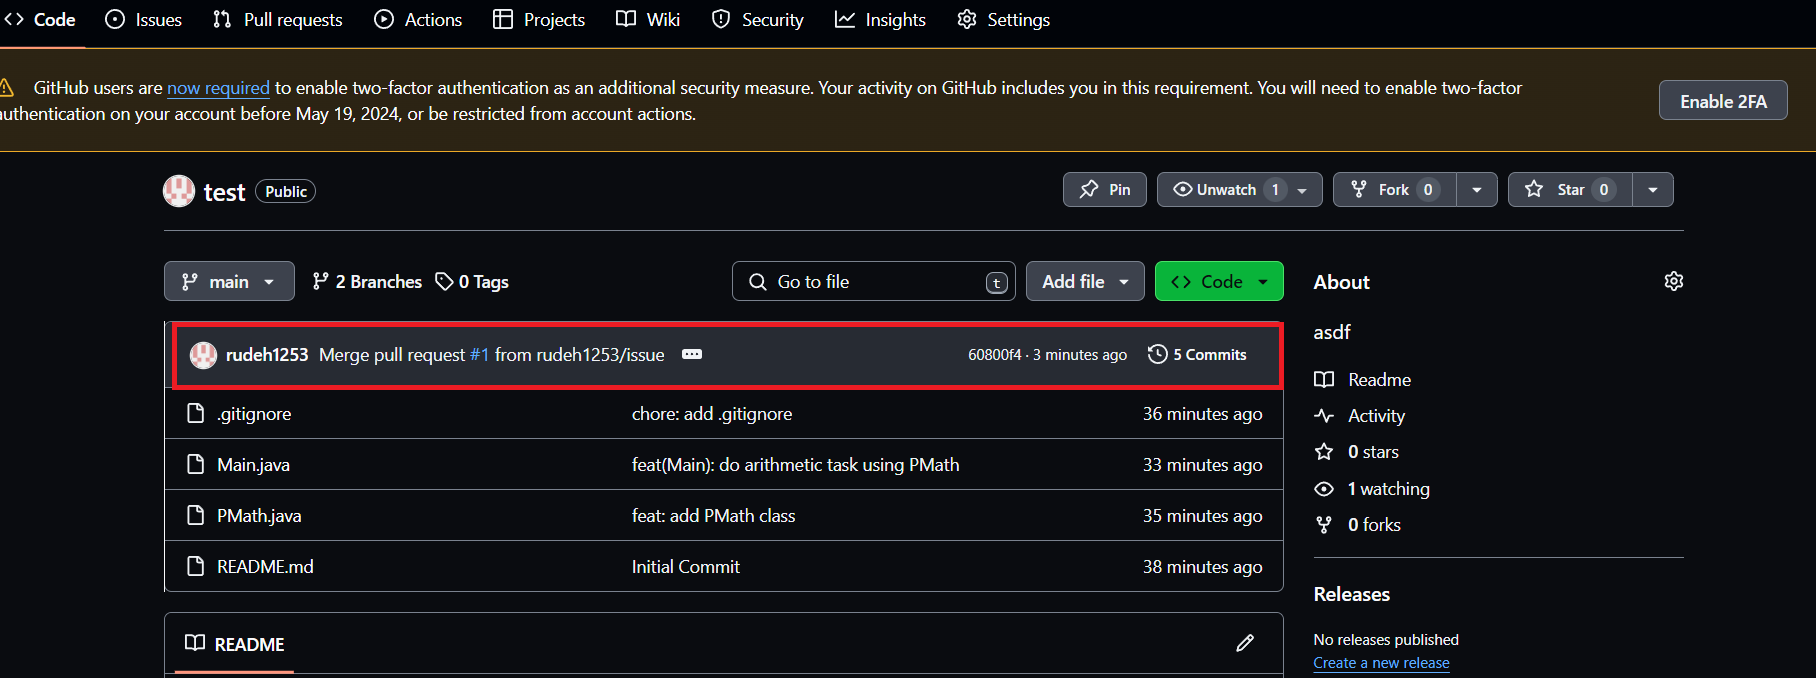 Code Issues Pull requests Actions Projects Wiki Security Insights Settings
GitHub users are now required to enable two-factor authentication as an additional security measure. Your activity on GitHub includes you in this requirement. You will need to enable two-factor
authentication on your account before May 19, 2024, or be restricted from account actions.
Enable 2FA
test Public
Pin Unwatch 1 Fork 0 Star 0
main 2 Branches 0 Tags Go to file t Add file Code
rudeh1253 Merge pull request #1 from rudeh1253/issue 60800f4 · 3 minutes ago 5 Commits
.gitignore chore: add .gitignore 36 minutes ago
Main.java feat(Main): do arithmetic task using PMath 33 minutes ago
PMath.java feat: add PMath class 35 minutes ago
README.md Initial Commit 38 minutes ago
README
About
asdf
Readme
Activity
0 stars
1 watching
0 forks
Releases
No releases published
Create a new release